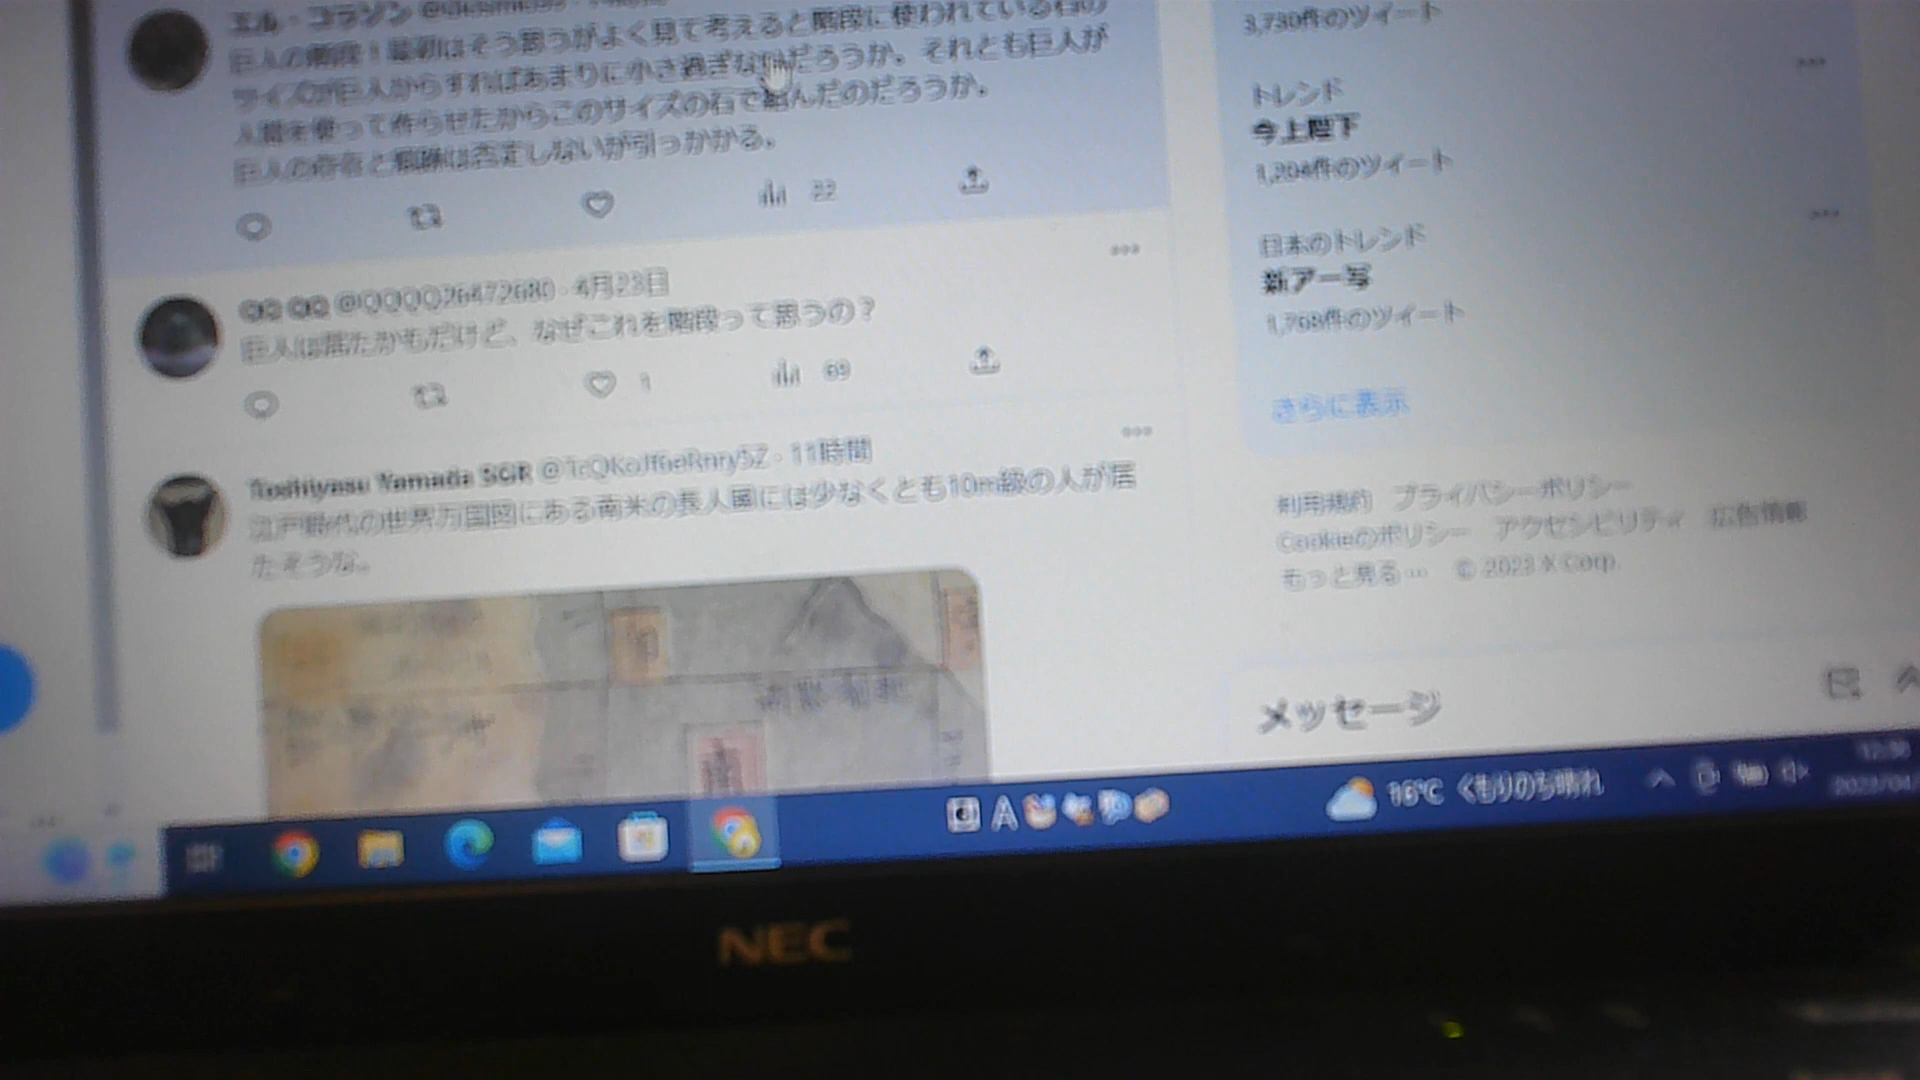 エル・コラソン
巨人の階段！最初はそう思うがよく見て考えると階段に使われている石の
サイズが巨人からすればあまりに小さ過ぎないだろうか。それとも巨人が
人間を使って作らせたからこのサイズの石で組んだのだろうか。
巨人の存在と痕跡は否定しないが引っかかる。
22
QQ QQ @QQQQ26472680・4月23日
巨人は居たかもだけど、なぜこれを階段って思うの？
1 69
Toshiyasu Yamada SGR ・11時間
江戸時代の世界万国図にある南米の長人国には少なくとも10m級の人が居
たそうな。
3,730件のツイート
トレンド
今上陛下
1,204件のツイート
日本のトレンド
新アー写
1,768件のツイート
さらに表示
利用規約 プライバシーポリシー
Cookieのポリシー アクセシビリティ 広告情報
もっと見る… © 2023 X Corp.
メッセージ
A
16°C くもりのち晴れ
NEC